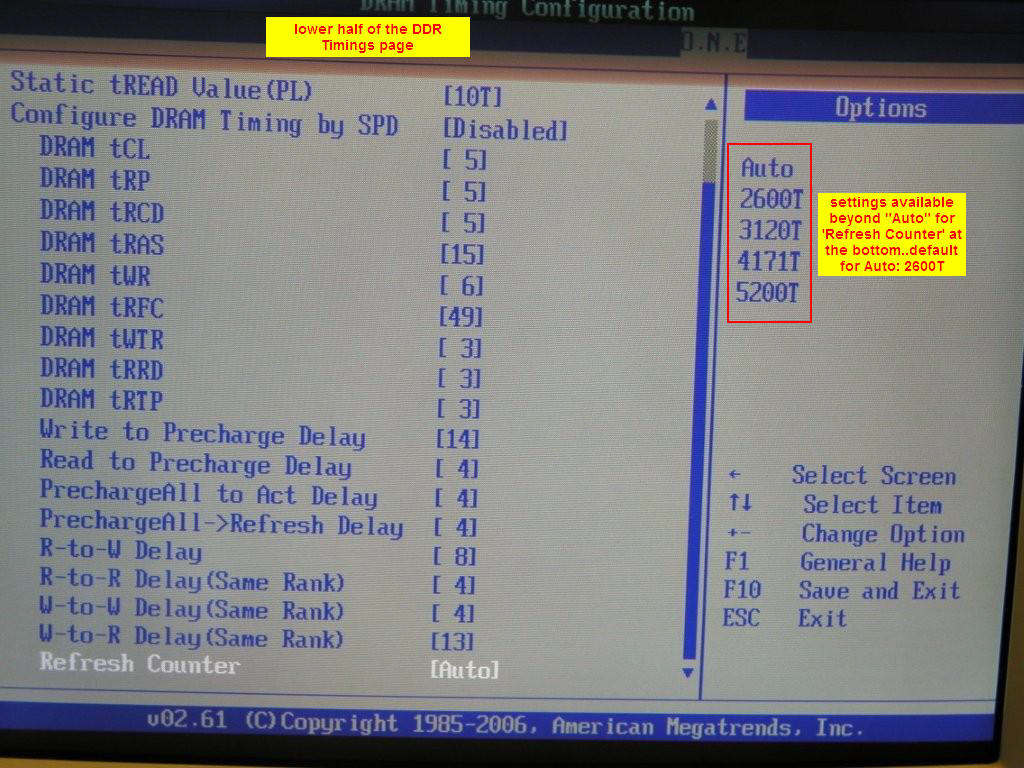 DRAM Timing Configuration
lower half of the DDR
Timings page
O.N.E
Static tREAD Value(PL) [10T]
Configure DRAM Timing by SPD [Disabled]
DRAM tCL [ 5]
DRAM tRP [ 5]
DRAM tRCD [ 5]
DRAM tRAS [15]
DRAM tWR [ 6]
DRAM tRFC [49]
DRAM tWTR [ 3]
DRAM tRRD [ 3]
DRAM tRTP [ 3]
Write to Precharge Delay [14]
Read to Precharge Delay [ 4]
PrechargeAll to Act Delay [ 4]
PrechargeAll->Refresh Delay [ 4]
R-to-W Delay [ 8]
R-to-R Delay(Same Rank) [ 4]
W-to-W Delay(Same Rank) [ 4]
W-to-R Delay(Same Rank) [13]
Refresh Counter [Auto]
Options
Auto
2600T
3120T
4171T
5200T
settings available
beyond "Auto" for
'Refresh Counter' at
the bottom..default
for Auto: 2600T
← Select Screen
↑↓ Select Item
+- Change Option
F1 General Help
F10 Save and Exit
ESC Exit
v02.61 (C)Copyright 1985-2006, American Megatrends, Inc.